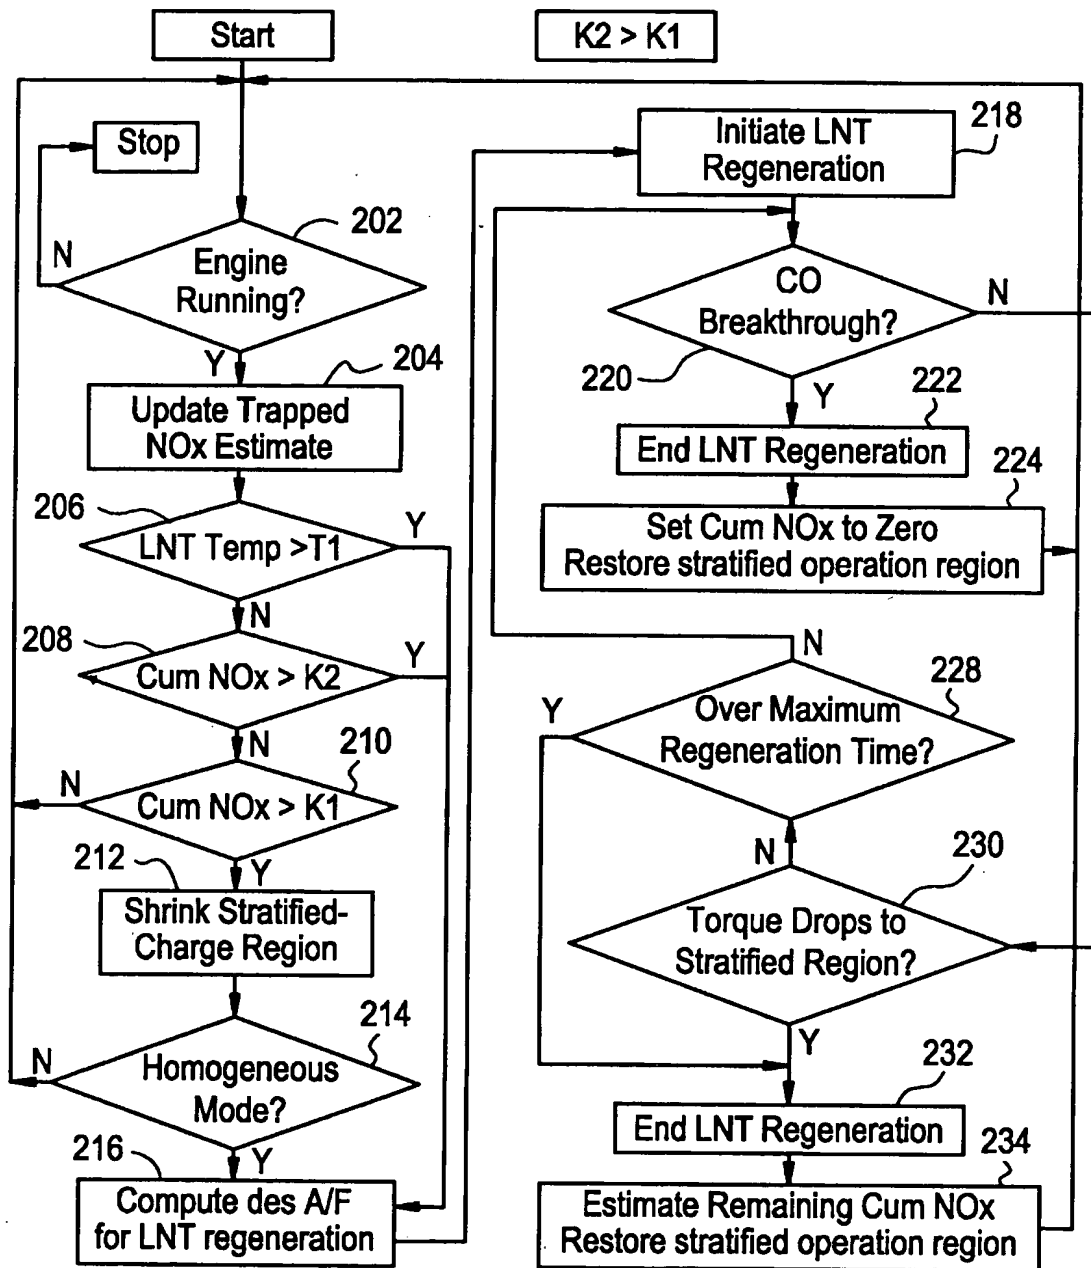 Start
K2 > K1
Stop
202
N
Engine
Running?
Y
204
Update Trapped
NOx Estimate
206
LNT Temp >T1
Y
N
208
Cum NOx > K2
Y
N
210
Cum NOx > K1
N
Y
212
Shrink Stratified-
Charge Region
214
Homogeneous
Mode?
N
Y
216
Compute des A/F
for LNT regeneration
218
Initiate LNT
Regeneration
CO
Breakthrough?
N
220
Y
222
End LNT Regeneration
224
Set Cum NOx to Zero
Restore stratified operation region
N
228
Y
Over Maximum
Regeneration Time?
N
230
Torque Drops to
Stratified Region?
Y
232
End LNT Regeneration
234
Estimate Remaining Cum NOx
Restore stratified operation region